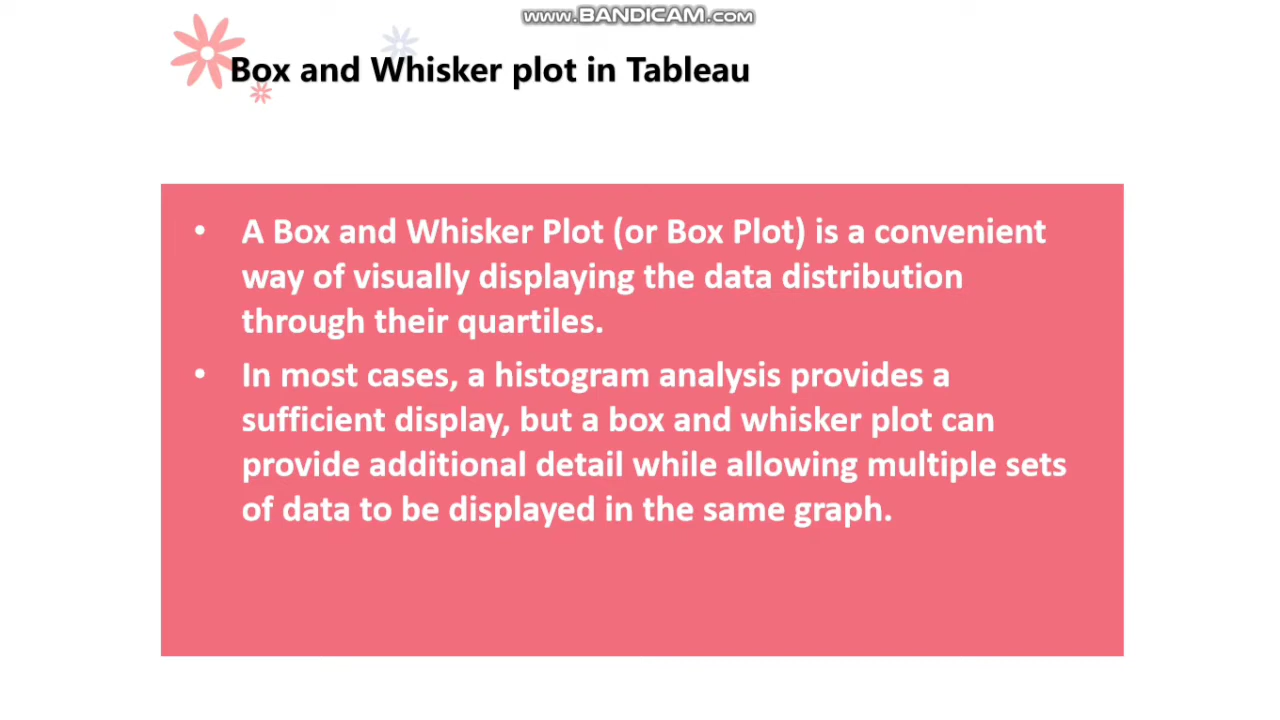 www.BANDICAM.com
Box and Whisker plot in Tableau
• A Box and Whisker Plot (or Box Plot) is a convenient
way of visually displaying the data distribution
through their quartiles.
• In most cases, a histogram analysis provides a
sufficient display, but a box and whisker plot can
provide additional detail while allowing multiple sets
of data to be displayed in the same graph.